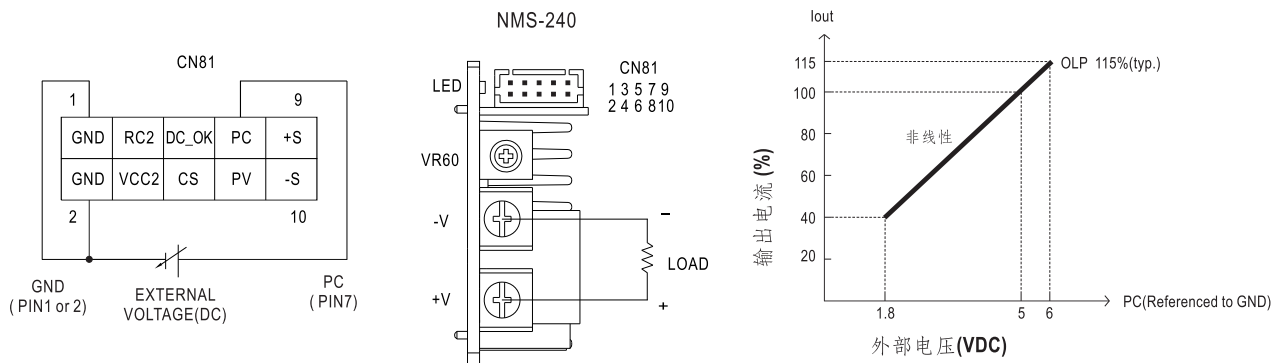 CN81
1 9
GND RC2 DC_OK PC +S
GND VCC2 CS PV -S
2 10
GND
( PIN1 or 2)
EXTERNAL
VOLTAGE(DC)
PC
( PIN7)
NMS-240
LED
CN81
1 3 5 7 9
2 4 6 8 10
VR60
-V
+V
−
LOAD
+
Iout
115
100
80
60
40
20
输出电流(%)
OLP 115%(typ.)
非线性
1.8 5 6
PC(Referenced to GND)
外部电压(VDC)